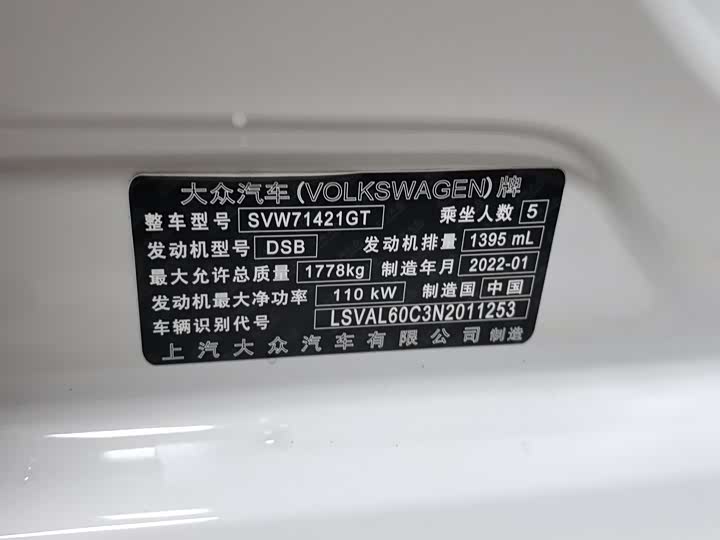 大众汽车(VOLKSWAGEN)牌
整车型号 SVW71421GT 乘坐人数 5
发动机型号 DSB 发动机排量 1395 mL
最大允许总质量 1778kg 制造年月 2022-01
发动机最大净功率 110 kW 制造国 中国
车辆识别代号 LSVAL60C3N2011253
上汽大众汽车有限公司制造